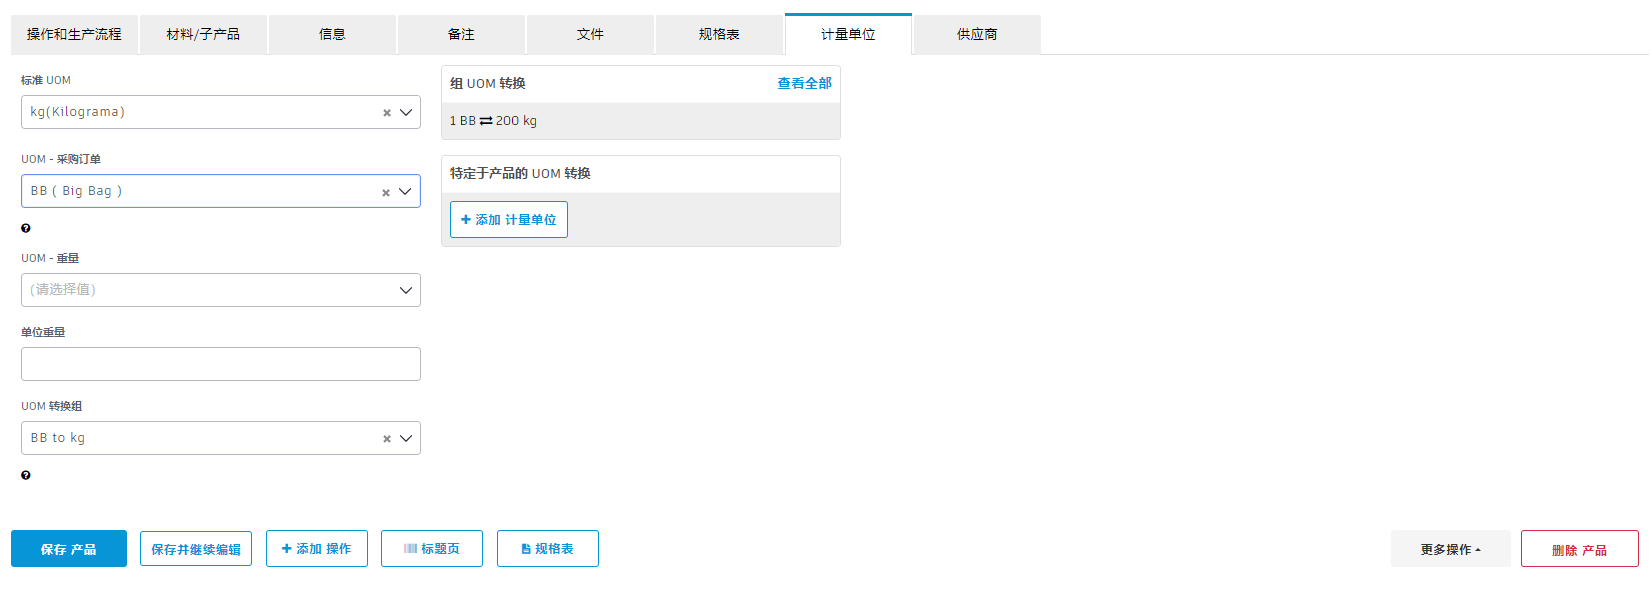 操作和生产流程
材料/子产品
信息
备注
文件
规格表
计量单位
供应商
标准 UOM
kg(Kilograma)
UOM - 采购订单
BB ( Big Bag )
UOM - 重量
(请选择值)
单位重量
UOM 转换组
BB to kg
组 UOM 转换
查看全部
1 BB ⇄ 200 kg
特定于产品的 UOM 转换
+ 添加 计量单位
保存 产品
保存并继续编辑
+ 添加 操作
标题页
规格表
更多操作
删除 产品